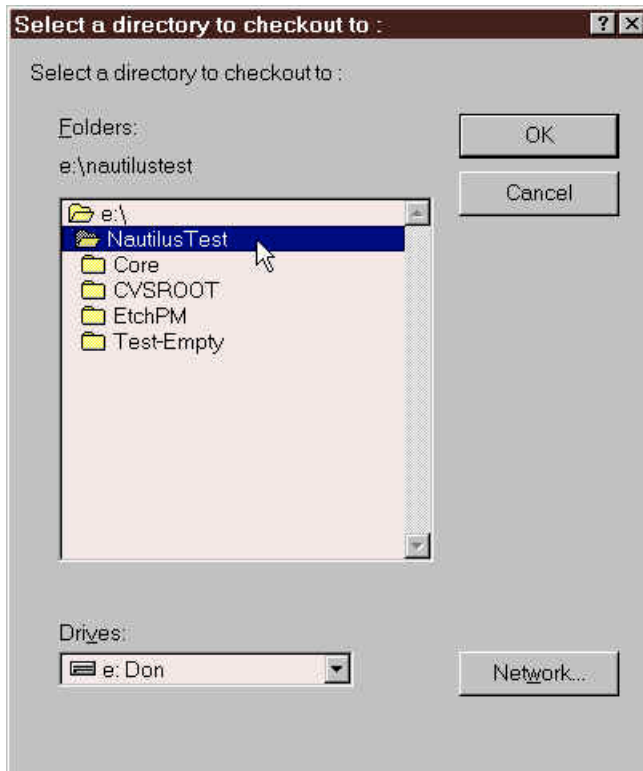 Select a directory to checkout to :
Select a directory to checkout to :
Folders:
e:\nautilustest
OK
Cancel
e:\
NautilusTest
Core
CVSROOT
EtchPM
Test-Empty
Drives:
e: Don
Network...